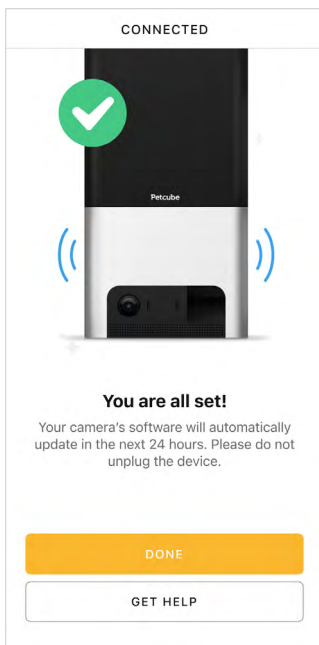 CONNECTED
Petcube
You are all set!
Your camera's software will automatically
update in the next 24 hours. Please do not
unplug the device.
DONE
GET HELP